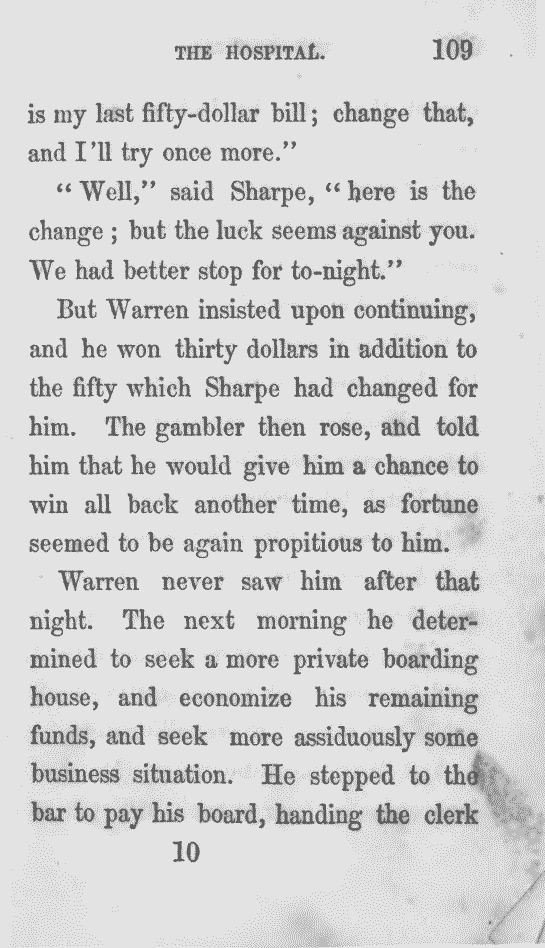 THE HOSPITAL. 109
is my last fifty-dollar bill; change that,
and I'll try once more."
"Well," said Sharpe, "here is the
change; but the luck seems against you.
We had better stop for to-night."
But Warren insisted upon continuing,
and he won thirty dollars in addition to
the fifty which Sharpe had changed for
him. The gambler then rose, and told
him that he would give him a chance to
win all back another time, as fortune
seemed to be again propitious to him.
Warren never saw him after that
night. The next morning he deter-
mined to seek a more private boarding
house, and economize his remaining
funds, and seek more assiduously some
business situation. He stepped to the
bar to pay his board, handing the clerk
10